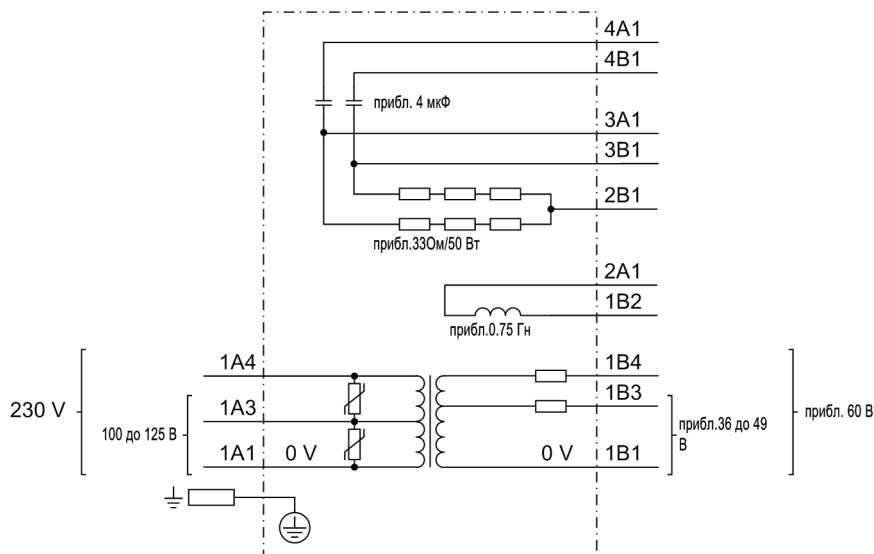 4A1
4B1
прибл. 4 мкФ
3A1
3B1
2B1
прибл.33Ом/50 Вт
2A1
1B2
прибл.0.75 Гн
1A4
1B4
230 V
1A3
1B3
100 до 125 В
прибл.36 до 49
В
прибл. 60 В
1A1
0 V
0 V
1B1